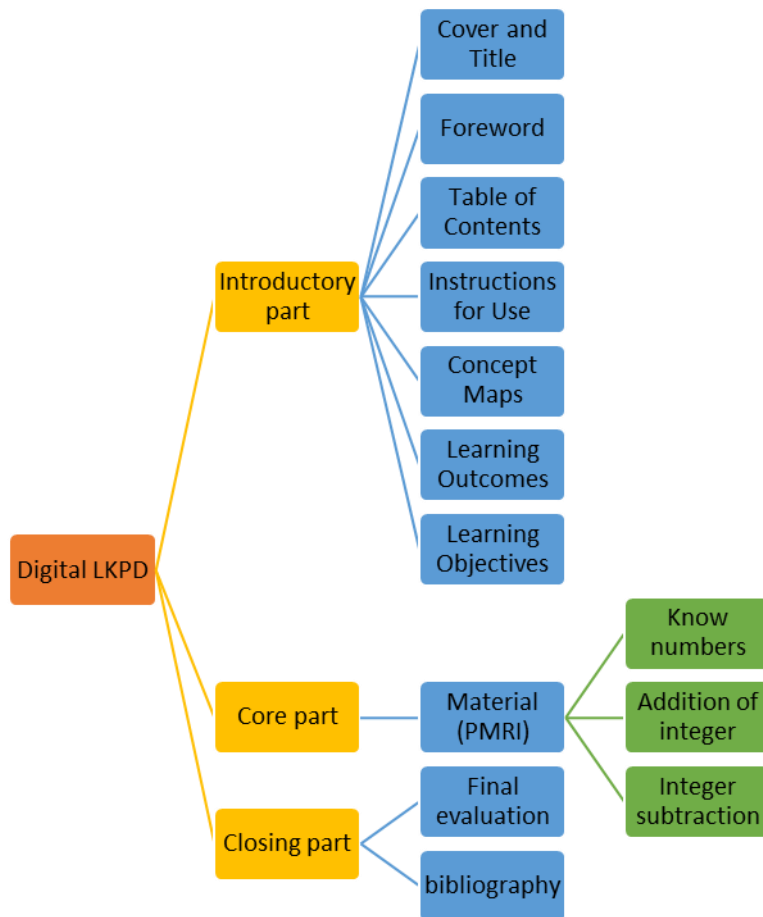 Cover and
Title
Foreword
Table of
Contents
Introductory
part
Instructions
for Use
Concept
Maps
Learning
Outcomes
Learning
Objectives
Digital LKPD
Know
numbers
Core part
Material
(PMRI)
Addition of
integer
Integer
subtraction
Final
evaluation
Closing part
bibliography